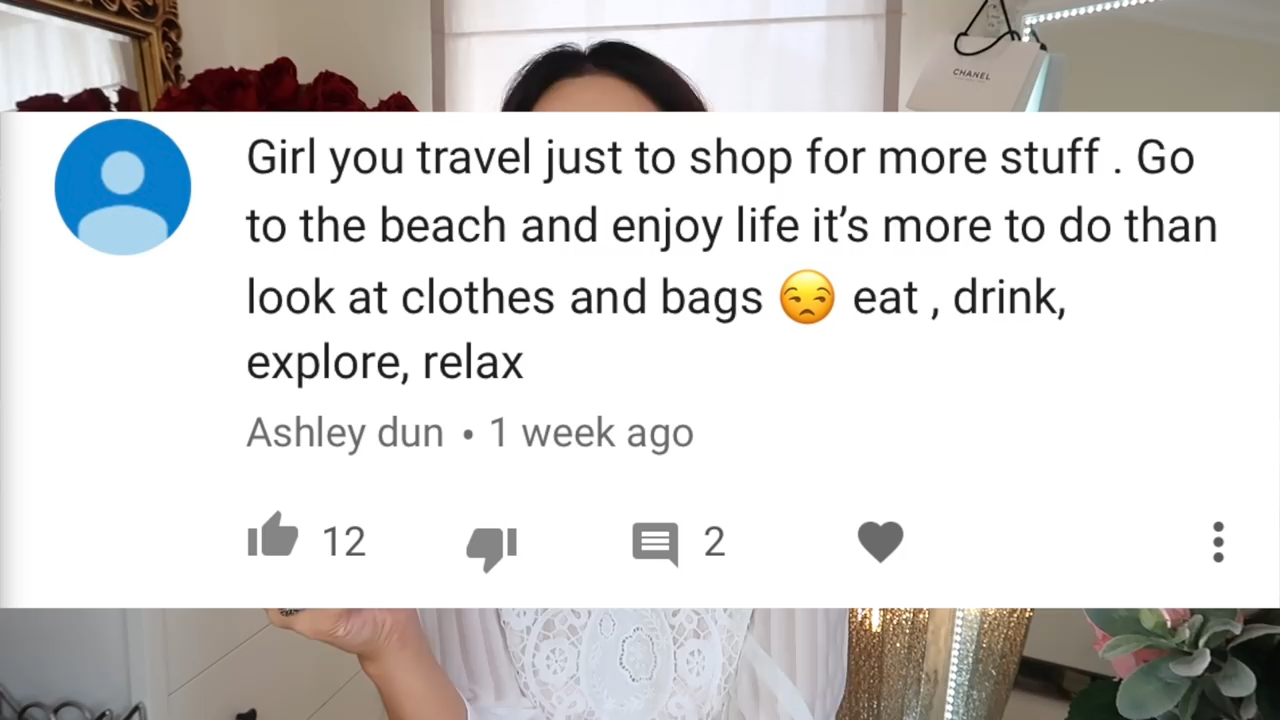 CHANEL
Girl you travel just to shop for more stuff . Go
to the beach and enjoy life it’s more to do than
look at clothes and bags 😒 eat , drink,
explore, relax
Ashley dun • 1 week ago
12
2